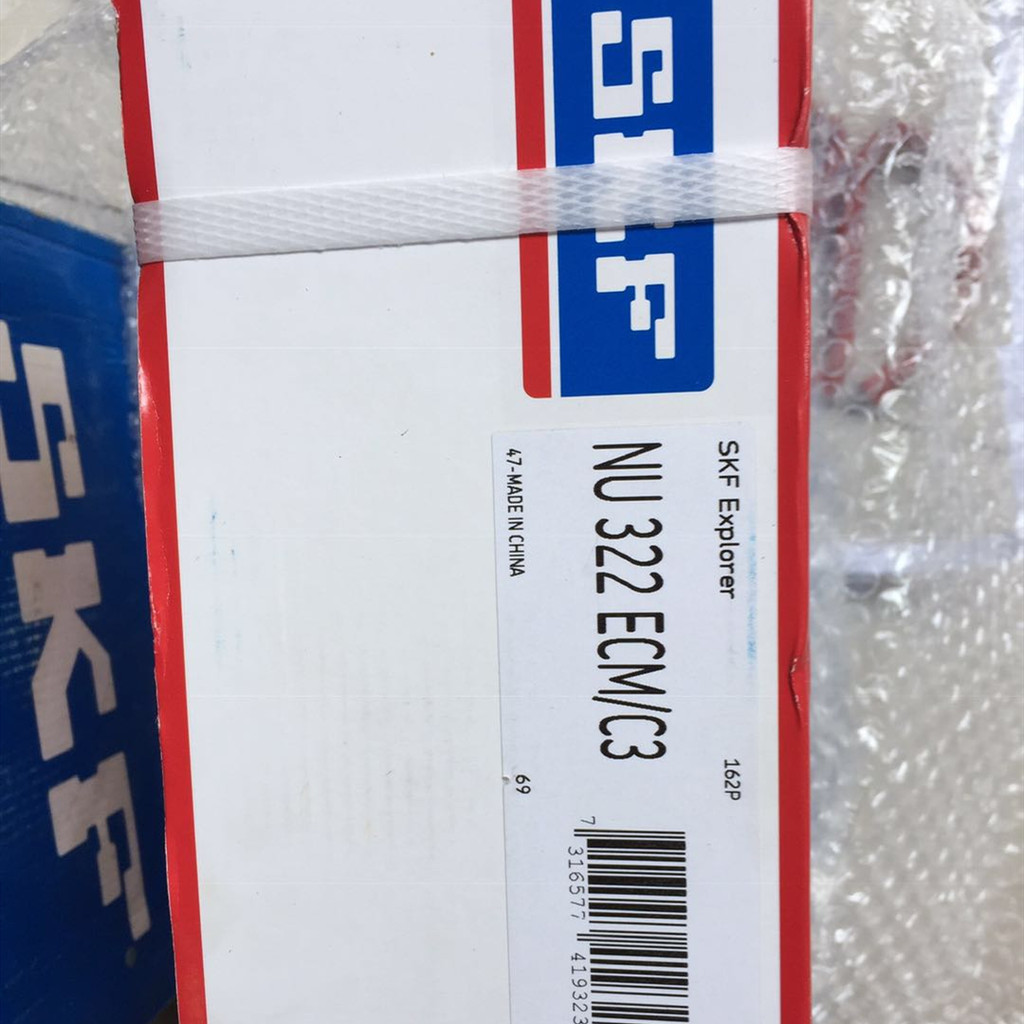 SKF
SKF Explorer
162P
NU 322 ECM/C3
47-MADE IN CHINA
69
7 316577 419323
SKF